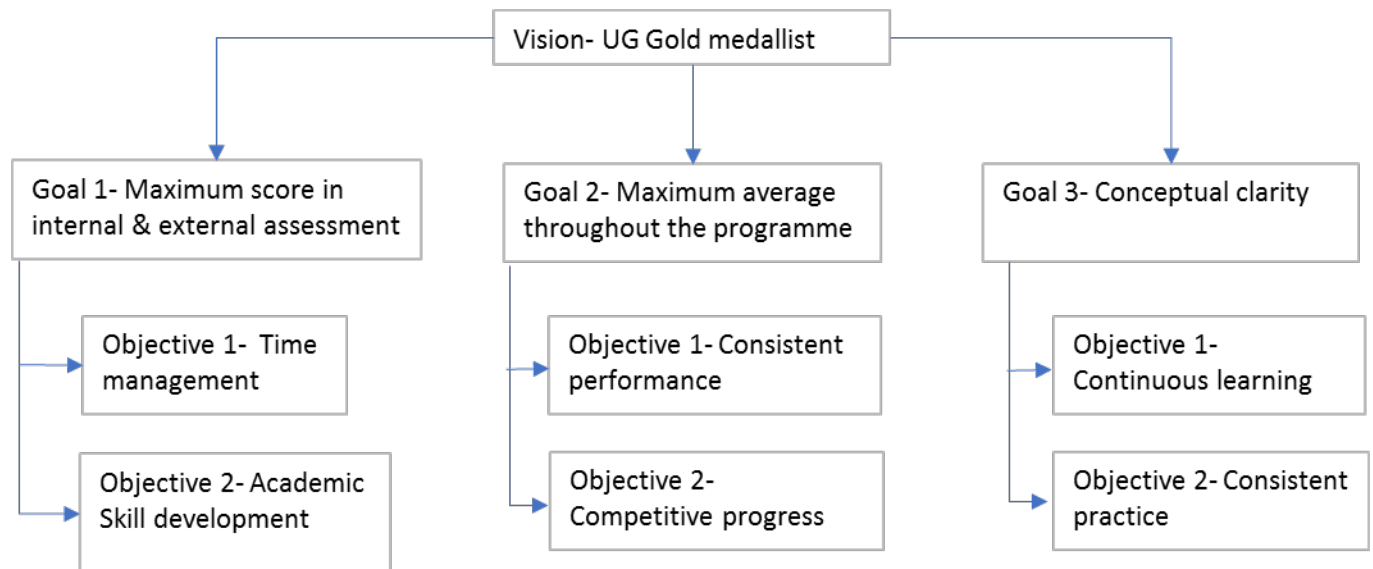 Vision- UG Gold medallist
Goal 1- Maximum score in
internal & external assessment
Goal 2- Maximum average
throughout the programme
Goal 3- Conceptual clarity
Objective 1-  Time
management
Objective 1- Consistent
performance
Objective 1-
Continuous learning
Objective 2- Academic
Skill development
Objective 2-
Competitive progress
Objective 2- Consistent
practice